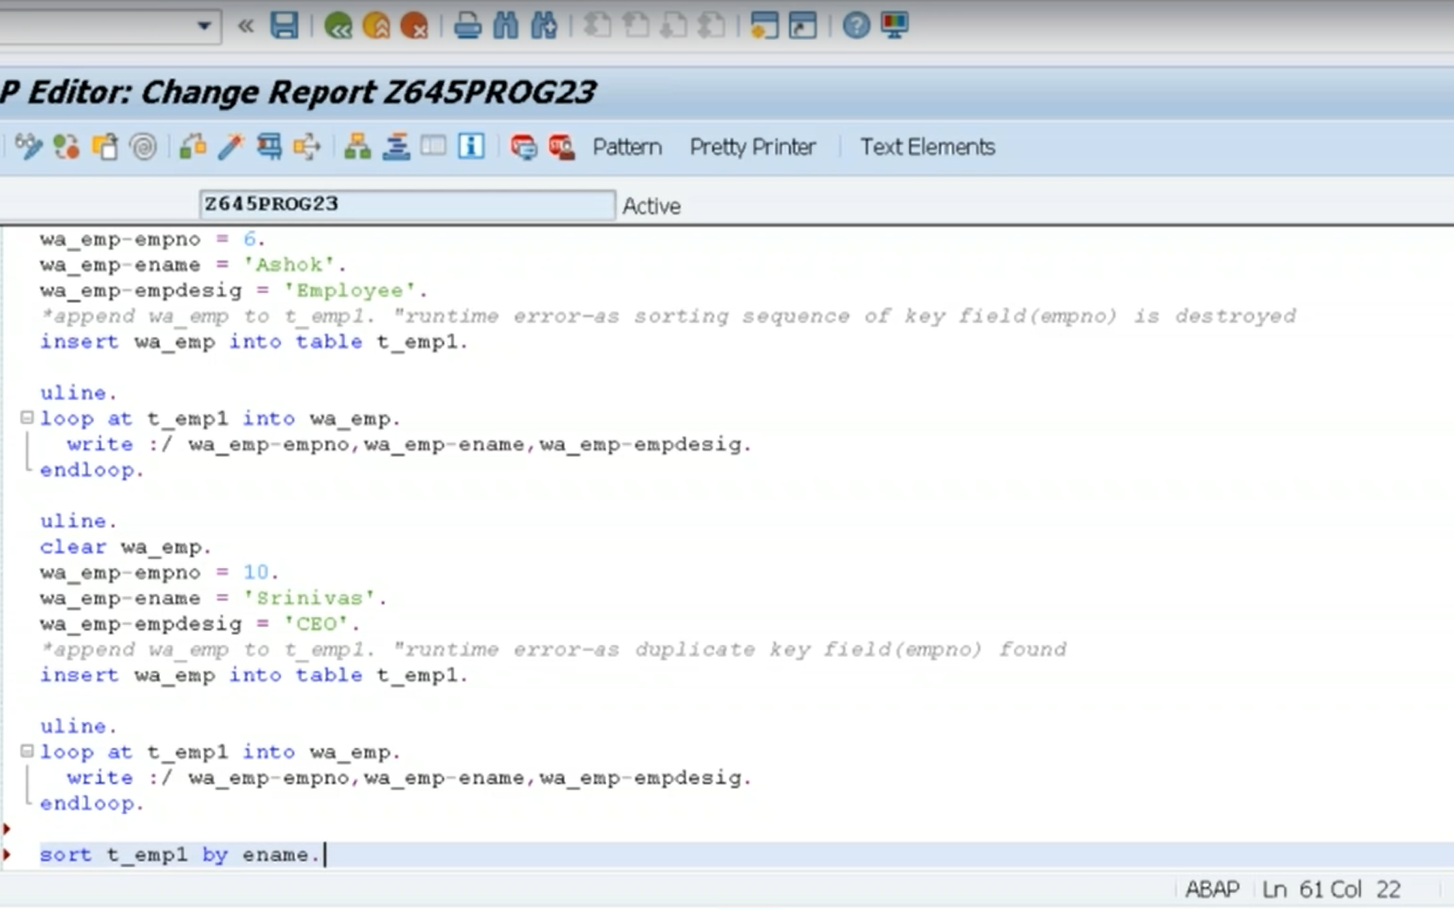 P Editor: Change Report Z645PROG23
Pattern Pretty Printer Text Elements
Z645PROG23 Active
wa_emp-empno = 6.
wa_emp-ename = 'Ashok'.
wa_emp-empdesig = 'Employee'.
*append wa_emp to t_emp1. "runtime error-as sorting sequence of key field(empno) is destroyed
insert wa_emp into table t_emp1.
uline.
loop at t_emp1 into wa_emp.
write :/ wa_emp-empno,wa_emp-ename,wa_emp-empdesig.
endloop.
uline.
clear wa_emp.
wa_emp-empno = 10.
wa_emp-ename = 'Srinivas'.
wa_emp-empdesig = 'CEO'.
*append wa_emp to t_emp1. "runtime error-as duplicate key field(empno) found
insert wa_emp into table t_emp1.
uline.
loop at t_emp1 into wa_emp.
write :/ wa_emp-empno,wa_emp-ename,wa_emp-empdesig.
endloop.
sort t_emp1 by ename.
ABAP Ln 61 Col 22